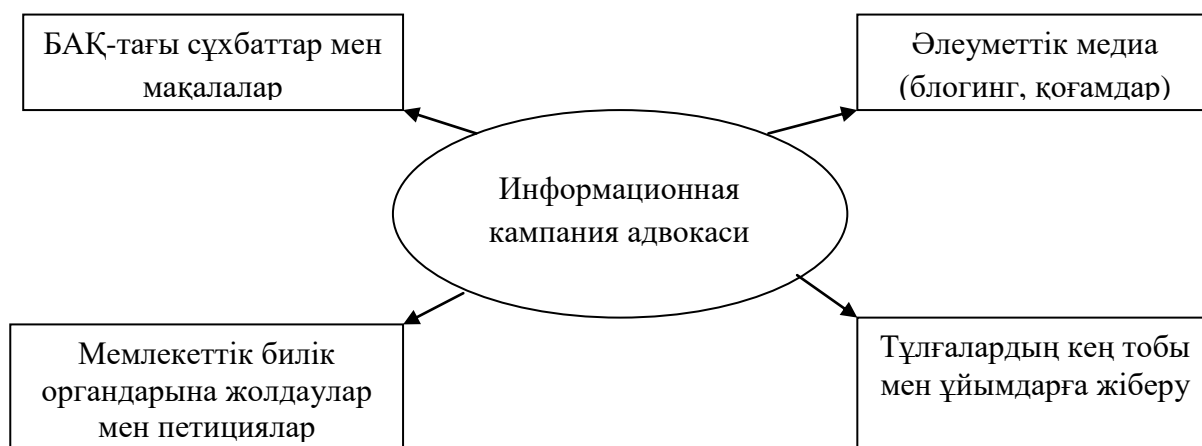 БАҚ-тағы сұхбаттар мен
мақалалар
Әлеуметтік медиа
(блогинг, қоғамдар)
Информационная
кампания адвокаси
Мемлекеттік билік
органдарына жолдаулар
мен петициялар
Тұлғалардың кең тобы
мен ұйымдарға жіберу